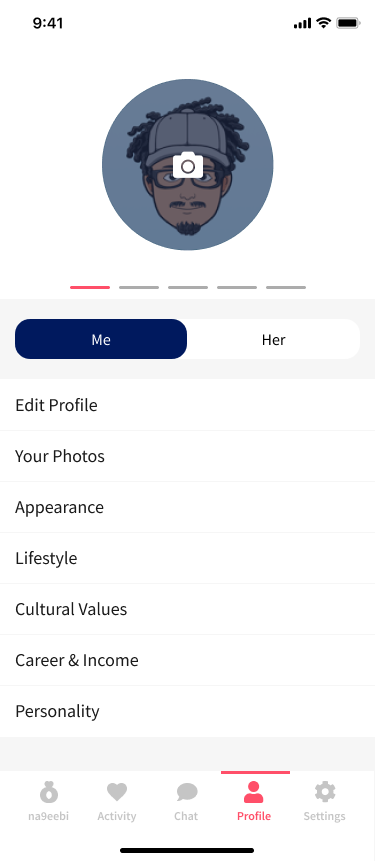 9:41
Me
Her
Edit Profile
Your Photos
Appearance
Lifestyle
Cultural Values
Career & Income
Personality
na9eebi
Activity
Chat
Profile
Settings